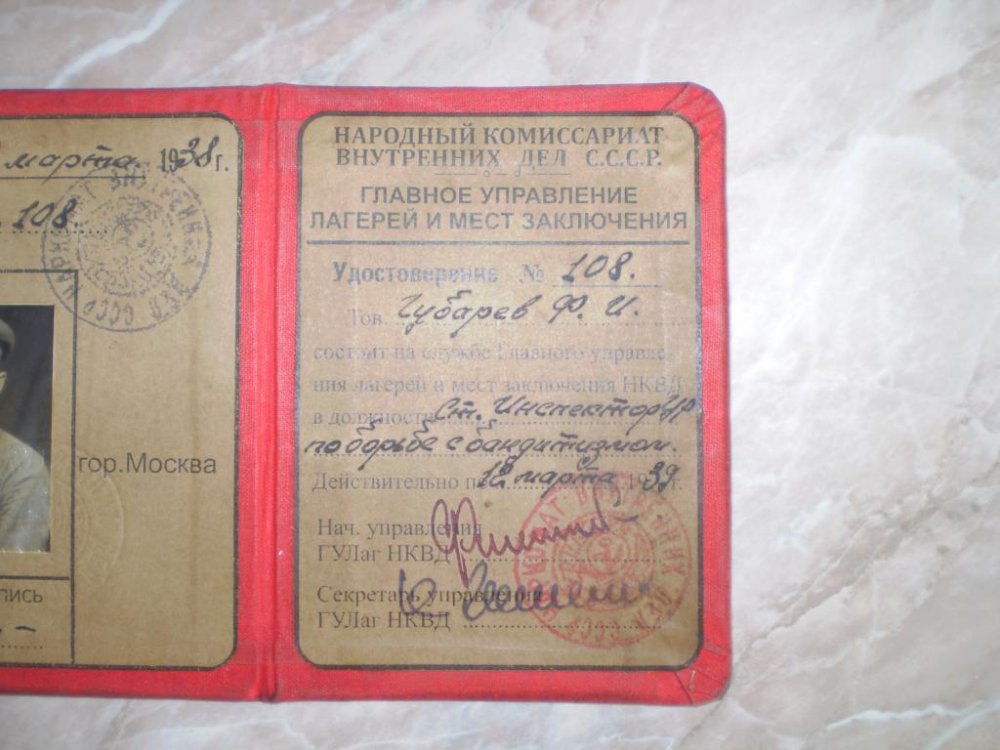 марта 1938 г.
108.
гор.Москва
пись
НАРОДНЫЙ КОМИССАРИАТ
ВНУТРЕННИХ ДЕЛ С.С.С.Р.
ГЛАВНОЕ УПРАВЛЕНИЕ
ЛАГЕРЕЙ И МЕСТ ЗАКЛЮЧЕНИЯ
Удостоверение № 108.
Тов. Губарев Ф. И.
состоит на службе Главного управле-
ния лагерей и мест заключения НКВД
в должности Ст. Инспектор
по борьбе с бандитизмом.
Действительно по 12 марта 1939 г.
Нач. управления
ГУЛаг НКВД
Секретарь управления
ГУЛаг НКВД